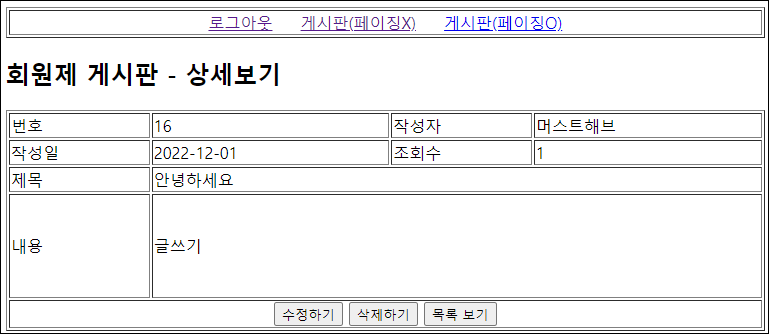 로그아웃 게시판(페이징X) 게시판(페이징O)
회원제 게시판 - 상세보기
번호 16 작성자 머스트해브
작성일 2022-12-01 조회수 1
제목 안녕하세요
내용 글쓰기
수정하기 삭제하기 목록 보기